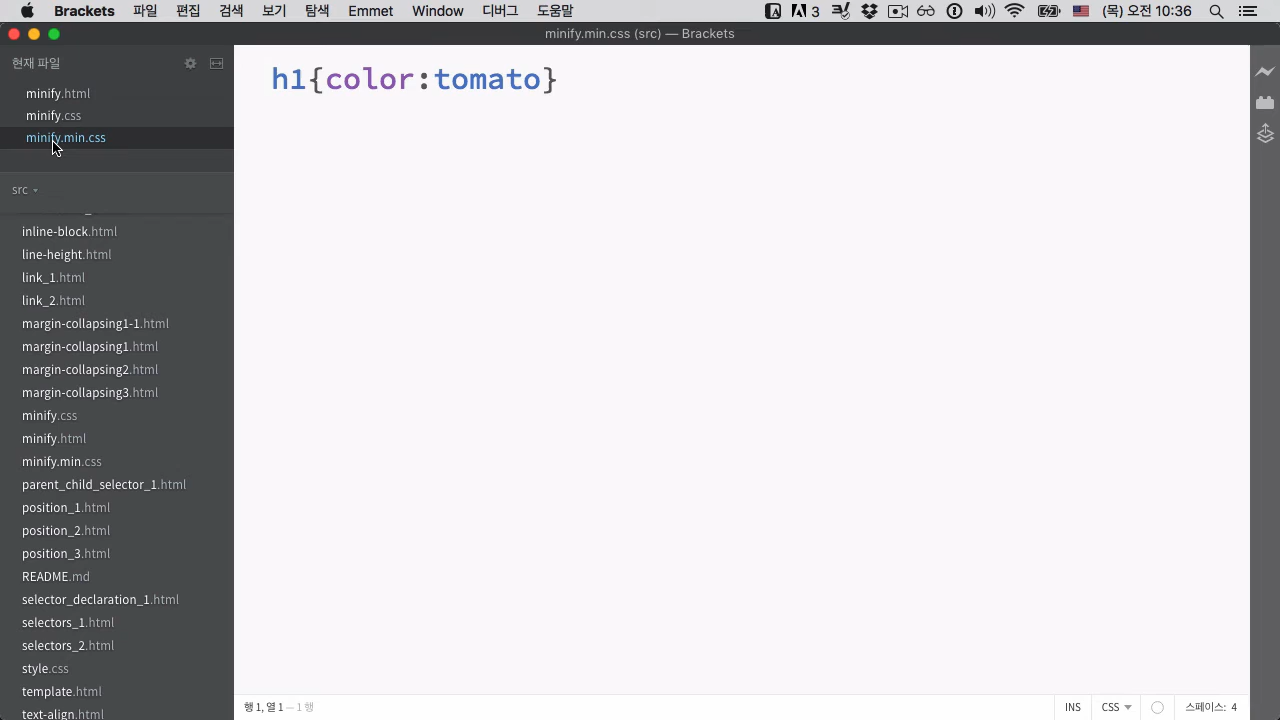 Brackets 파일 편집 검색 보기 탐색 Emmet Window 디버그 도움말 3 (목) 오전 10:36
minify.min.css (src) — Brackets
현재 파일
minify.html
minify.css
minify.min.css
src
inline-block.html
line-height.html
link_1.html
link_2.html
margin-collapsing1-1.html
margin-collapsing1.html
margin-collapsing2.html
margin-collapsing3.html
minify.css
minify.html
minify.min.css
parent_child_selector_1.html
position_1.html
position_2.html
position_3.html
README.md
selector_declaration_1.html
selectors_1.html
selectors_2.html
style.css
template.html
text-align.html
h1{color:tomato}
행 1, 열 1 — 1 행
INS CSS 스페이스: 4